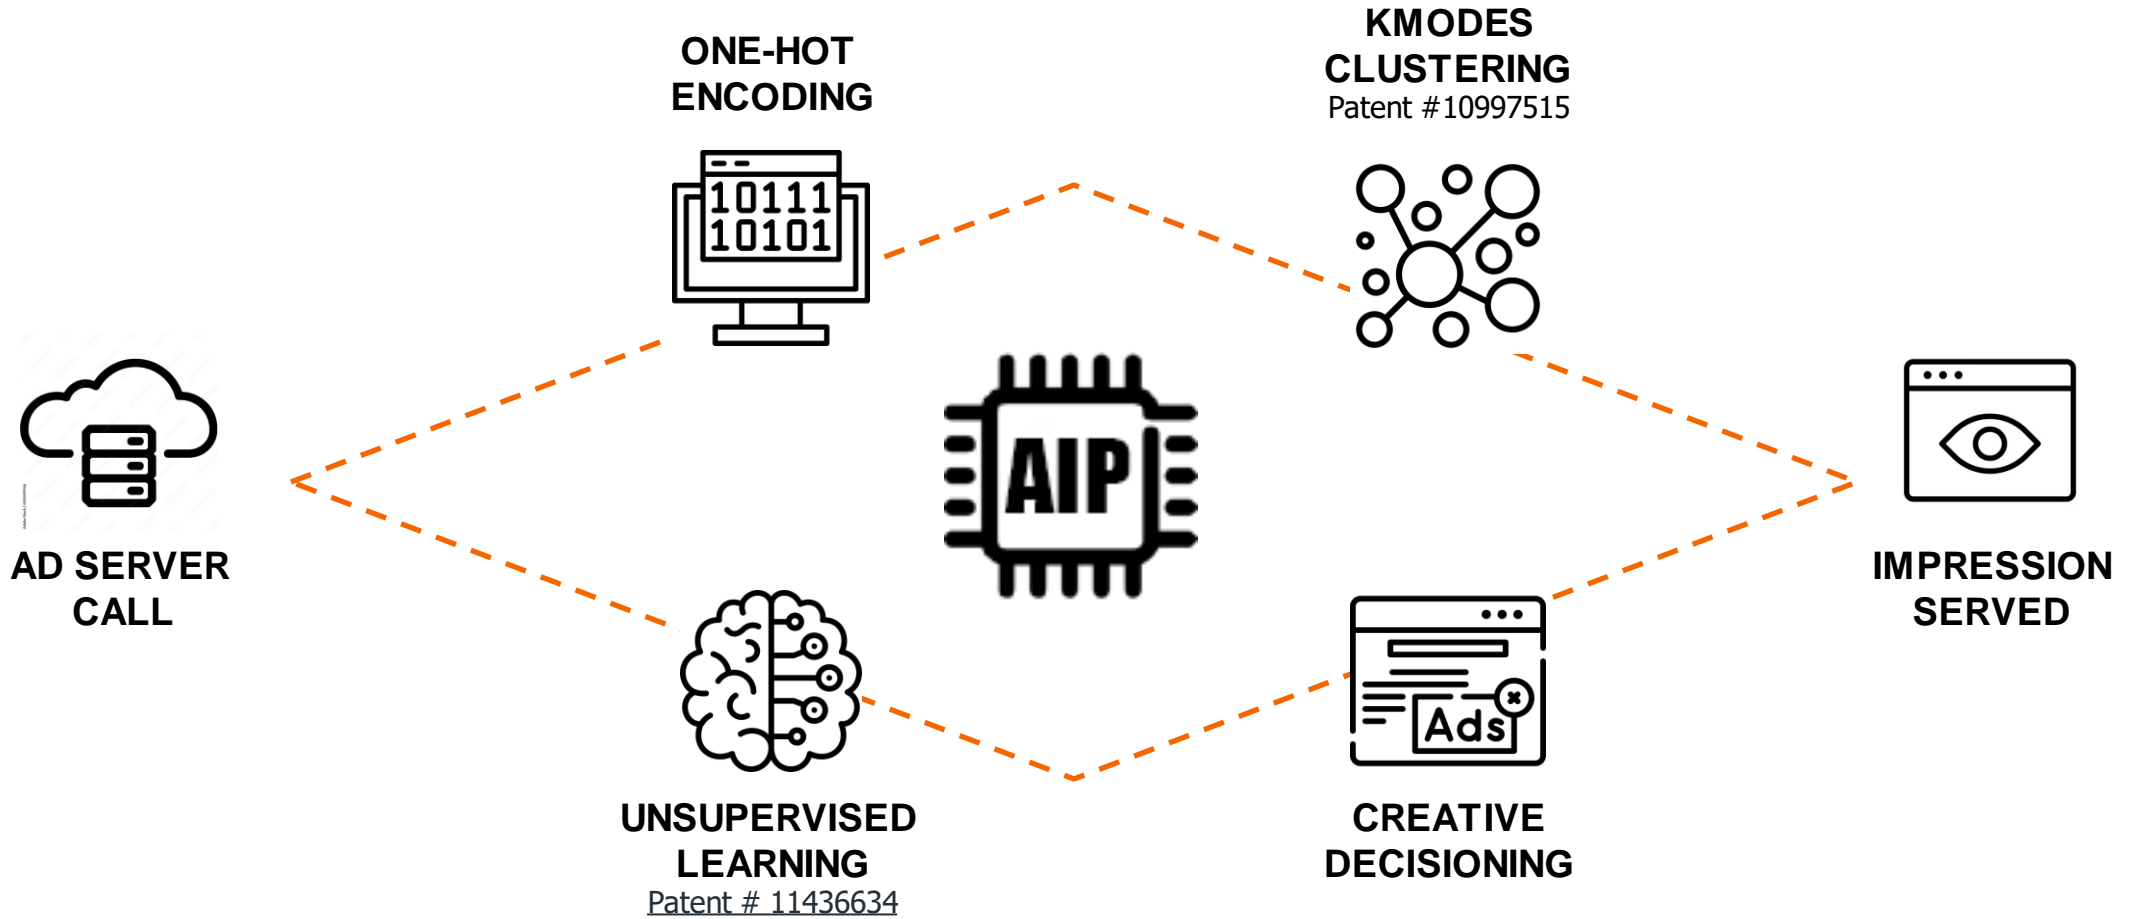 ONE-HOT
ENCODING
KMODES
CLUSTERING
Patent #10997515
10111
10101
AD SERVER
CALL
AIP
IMPRESSION
SERVED
Ads
UNSUPERVISED
LEARNING
Patent # 11436634
CREATIVE
DECISIONING